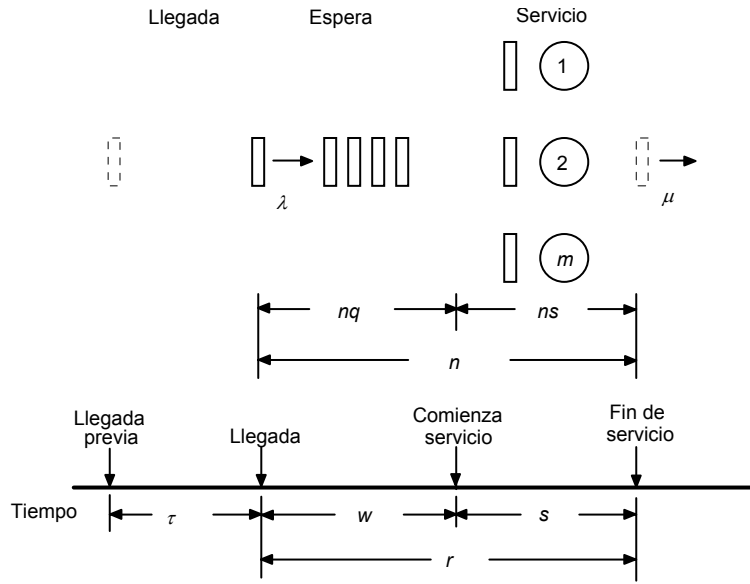 Llegada Espera Servicio
1
2
λ
μ
m
nq ns
n
Llegada previa
Llegada
Comienza servicio
Fin de servicio
Tiempo
τ w s
r